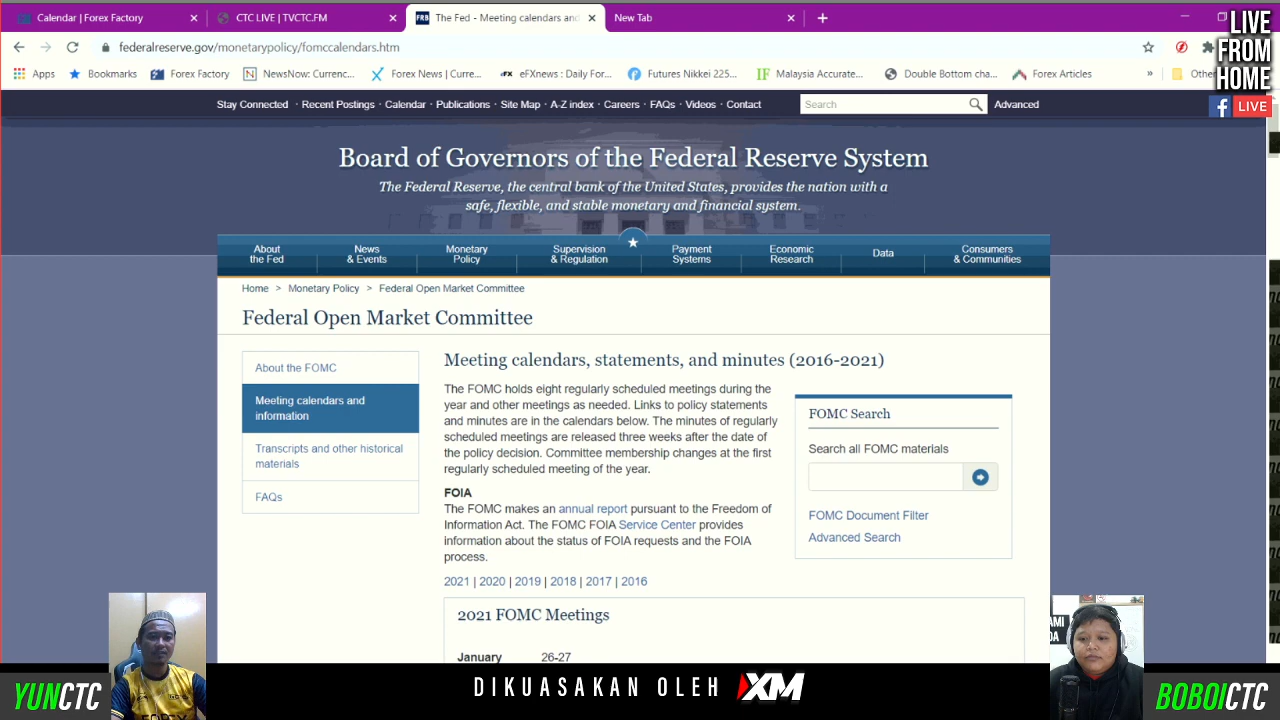 Calendar | Forex Factory
CTC LIVE | TVCTC.FM
The Fed - Meeting calendars and
New Tab
LIVE
FROM
HOME
LIVE
federalreserve.gov/monetarypolicy/fomccalendars.htm
Apps
Bookmarks
Forex Factory
NewsNow: Currenc...
Forex News | Curre...
eFXnews : Daily For...
Futures Nikkei 225...
Malaysia Accurate...
Double Bottom cha...
Forex Articles
»
Stay Connected · Recent Postings · Calendar · Publications · Site Map · A-Z index · Careers · FAQs · Videos · Contact
Search
Advanced
Board of Governors of the Federal Reserve System
The Federal Reserve, the central bank of the United States, provides the nation with a
safe, flexible, and stable monetary and financial system.
About
the Fed
News
& Events
Monetary
Policy
Supervision
& Regulation
Payment
Systems
Economic
Research
Data
Consumers
& Communities
Home > Monetary Policy > Federal Open Market Committee
Federal Open Market Committee
About the FOMC
Meeting calendars and
information
Transcripts and other historical
materials
FAQs
Meeting calendars, statements, and minutes (2016-2021)
The FOMC holds eight regularly scheduled meetings during the
year and other meetings as needed. Links to policy statements
and minutes are in the calendars below. The minutes of regularly
scheduled meetings are released three weeks after the date of
the policy decision. Committee membership changes at the first
regularly scheduled meeting of the year.
FOIA
The FOMC makes an annual report pursuant to the Freedom of
Information Act. The FOMC FOIA Service Center provides
information about the status of FOIA requests and the FOIA
process.
2021 | 2020 | 2019 | 2018 | 2017 | 2016
FOMC Search
Search all FOMC materials
FOMC Document Filter
Advanced Search
2021 FOMC Meetings
January 26-27
YUNCTC
DIKUASAKAN OLEH XM
BOBOICTC